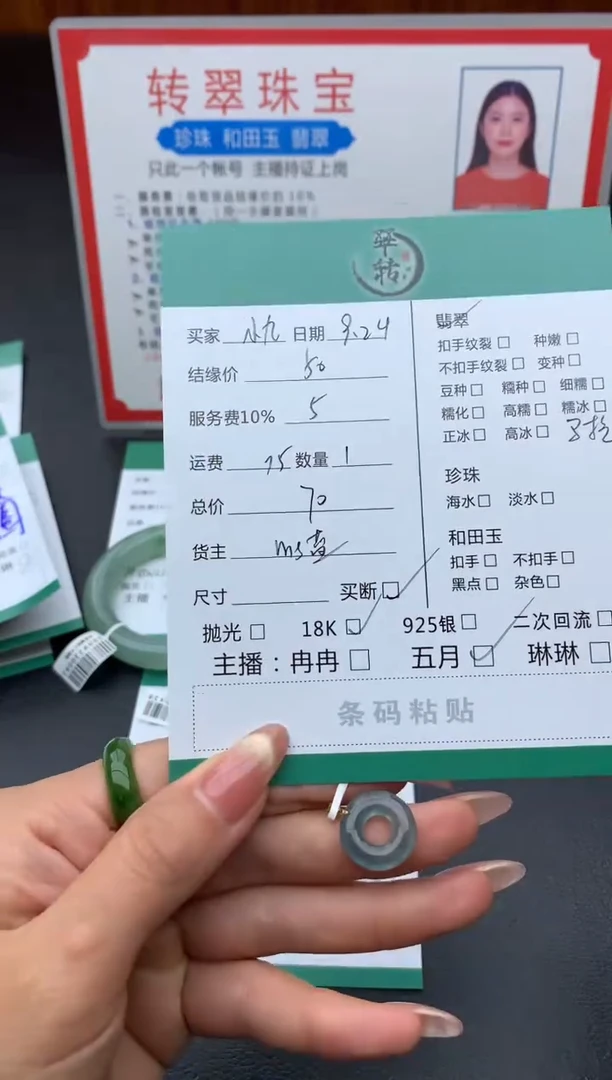 转翠珠宝
珍珠 和田玉 翡翠
只此一个帐号 主播持证上岗
翠转
买家 小九 日期 9.24
结缘价 50
服务费10% 5
运费 15 数量 1
总价 70
货主
尺寸 买断
翡翠
扣手纹裂 种嫩
不扣手纹裂 变种
豆种 糯种 细糯
糯化 高糯 糯冰
正冰 高冰
珍珠
海水 淡水
和田玉
扣手 不扣手
黑点 杂色
抛光 18K 925银 二次回流
主播：冉冉 五月 琳琳
条码粘贴